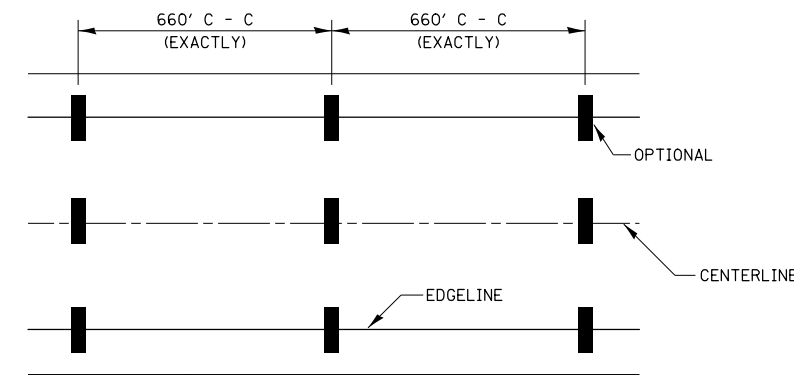 660' C - C
(EXACTLY)
660' C - C
(EXACTLY)
OPTIONAL
CENTERLINE
EDGELINE